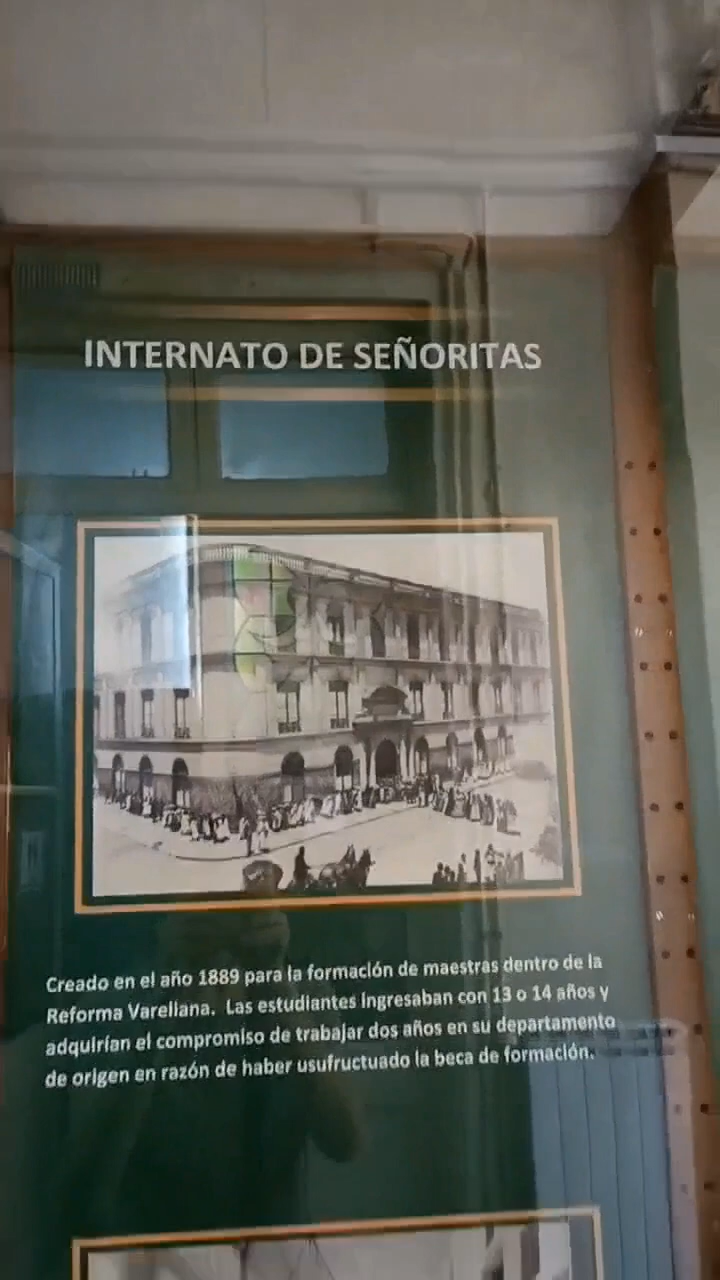 INTERNATO DE SEÑORITAS
Creado en el año 1889 para la formación de maestras dentro de la
Reforma Vareliana. Las estudiantes ingresaban con 13 o 14 años y
adquirían el compromiso de trabajar dos años en su departamento
de origen en razón de haber usufructuado la beca de formación.